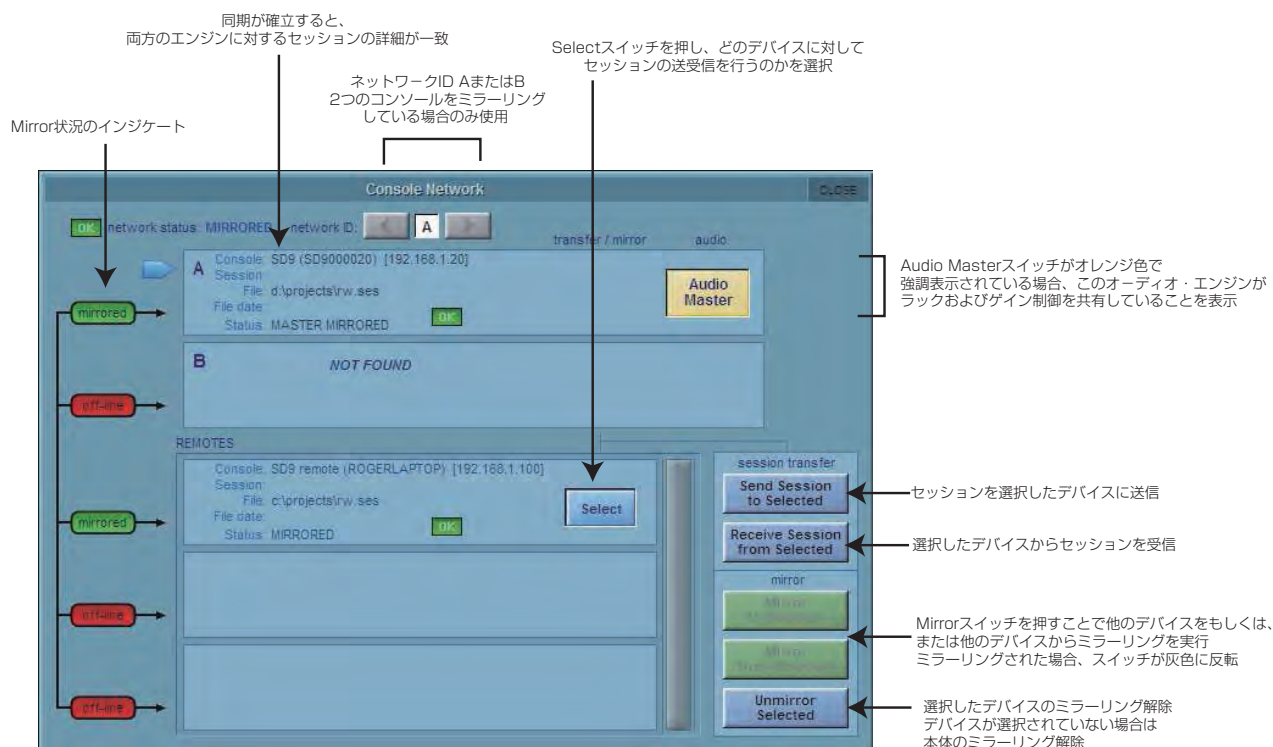 同期が確立すると、
両方のエンジンに対するセッションの詳細が一致
Selectスイッチを押し、どのデバイスに対して
セッションの送受信を行うのかを選択
ネットワークID AまたはB
2つのコンソールをミラーリング
している場合のみ使用
Mirror状況のインジケート
Console Network
CLOSE
OK network status: MIRRORED network ID: A
transfer / mirror audio
A Console: SD9 (SD9000020) [192.168.1.20]
Session:
File: d:\projects\rw.ses
File date:
Status: MASTER MIRRORED OK
Audio
Master
mirrored
Audio Masterスイッチがオレンジ色で
強調表示されている場合、このオーディオ・エンジンが
ラックおよびゲイン制御を共有していることを表示
B NOT FOUND
off-line
REMOTES
Console: SD9 remote (ROGERLAPTOP) [192.168.1.100]
Session:
File: c:\projects\rw.ses
File date:
Status: MIRRORED OK
Select
mirrored
session transfer
Send Session
to Selected
セッションを選択したデバイスに送信
Receive Session
from Selected
選択したデバイスからセッションを受信
mirror
off-line
Mirrorスイッチを押すことで他のデバイスをもしくは、
または他のデバイスからミラーリングを実行
ミラーリングされた場合、スイッチが灰色に反転
off-line
Unmirror
Selected
選択したデバイスのミラーリング解除
デバイスが選択されていない場合は
本体のミラーリング解除